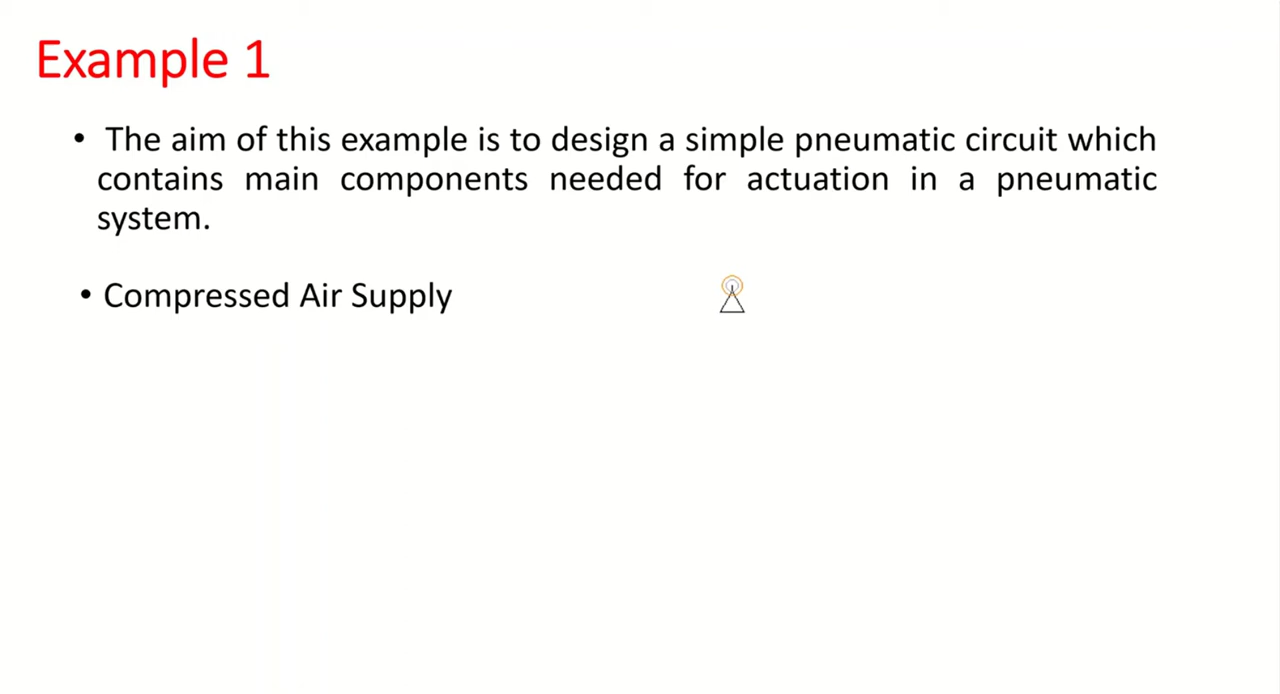 Example 1
• The aim of this example is to design a simple pneumatic circuit which
contains main components needed for actuation in a pneumatic
system.
• Compressed Air Supply